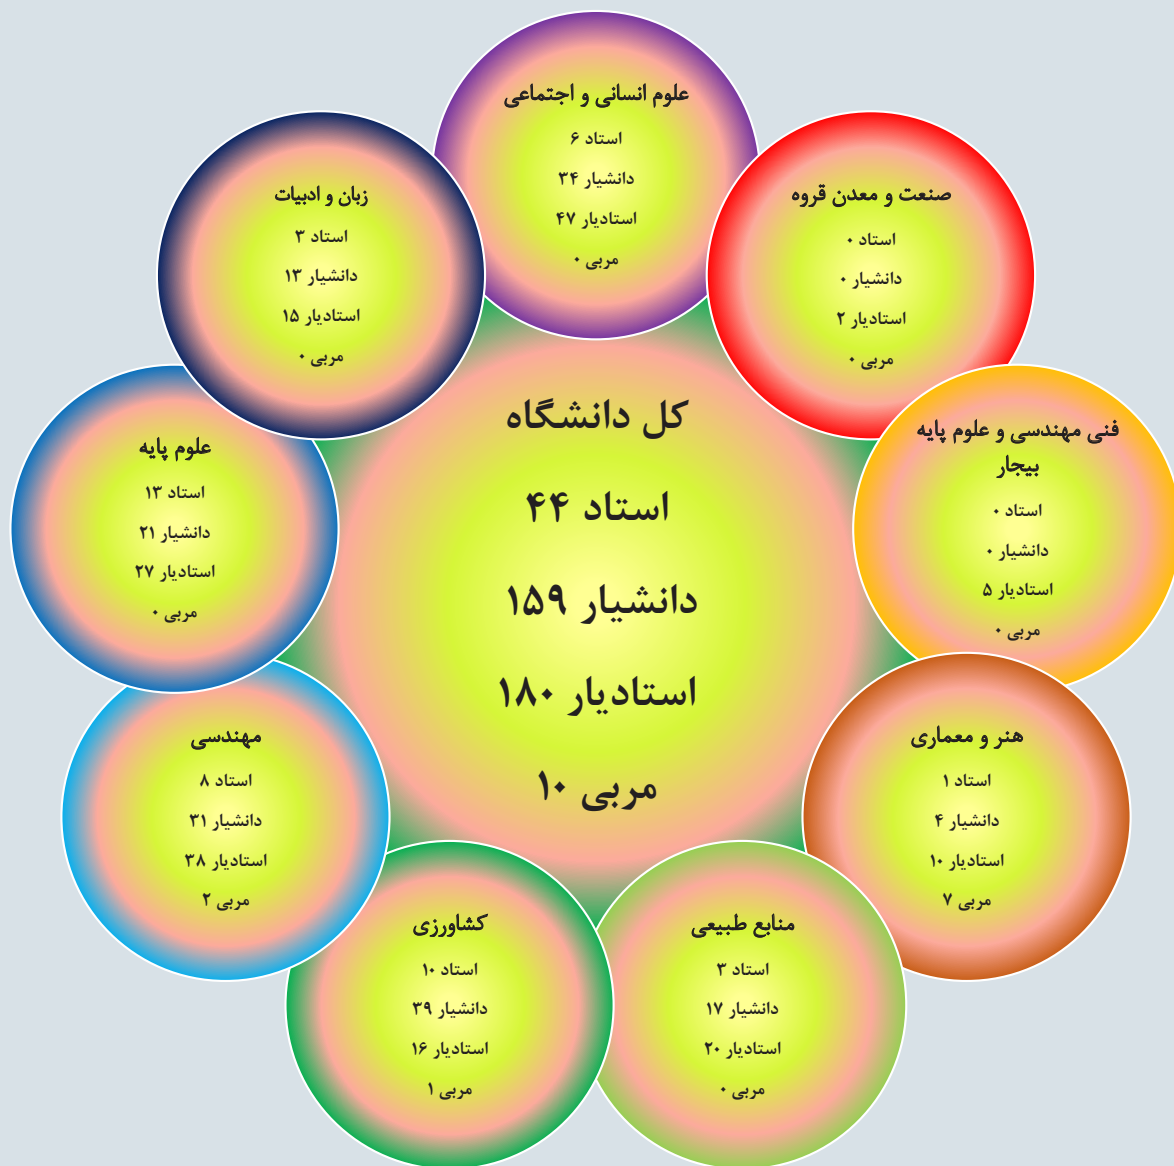 علوم انسانی و اجتماعی
استاد ۶
دانشیار ۳۴
استادیار ۴۷
مربی ۰
صنعت و معدن قروه
استاد ۰
دانشیار ۰
استادیار ۲
مربی ۰
فنی مهندسی و علوم پایه
بیجار
استاد ۰
دانشیار ۰
استادیار ۵
مربی ۰
هنر و معماری
استاد ۱
دانشیار ۴
استادیار ۱۰
مربی ۷
منابع طبیعی
استاد ۳
دانشیار ۱۷
استادیار ۲۰
مربی ۰
کشاورزی
استاد ۱۰
دانشیار ۳۹
استادیار ۱۶
مربی ۱
مهندسی
استاد ۸
دانشیار ۳۱
استادیار ۳۸
مربی ۲
علوم پایه
استاد ۱۳
دانشیار ۲۱
استادیار ۲۷
مربی ۰
زبان و ادبیات
استاد ۳
دانشیار ۱۳
استادیار ۱۵
مربی ۰
کل دانشگاه
استاد ۴۴
دانشیار ۱۵۹
استادیار ۱۸۰
مربی ۱۰